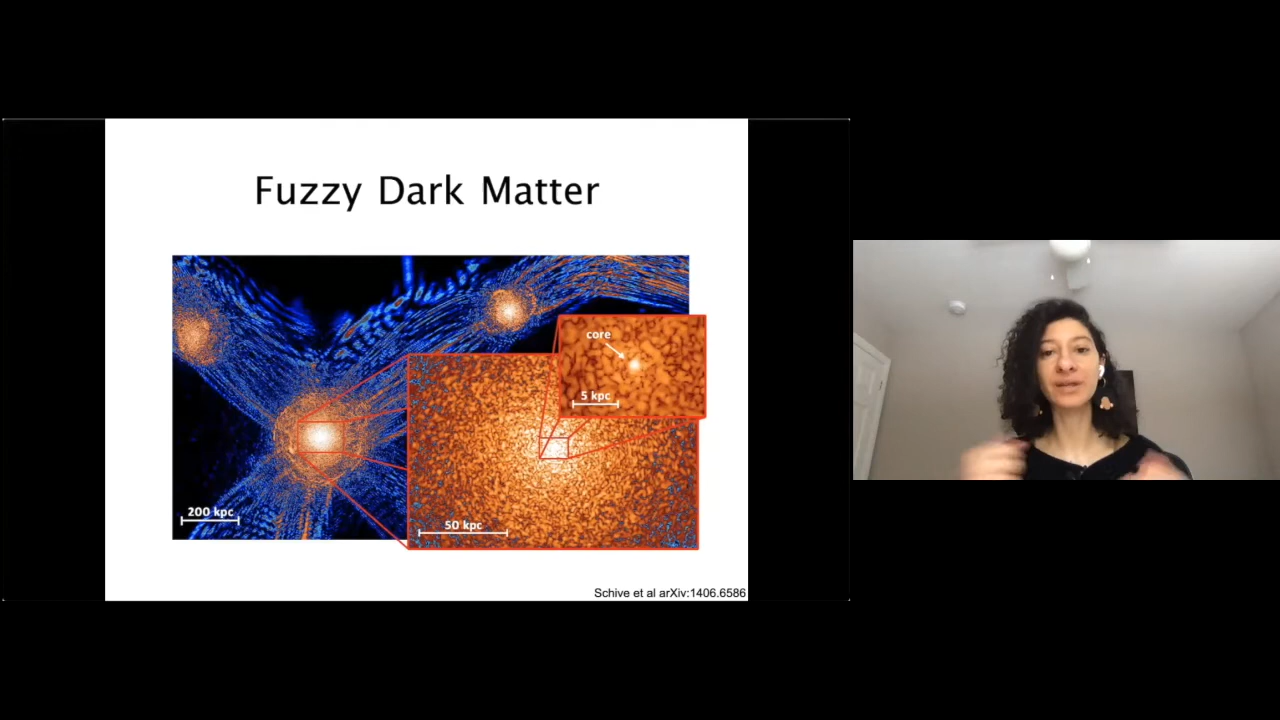 Fuzzy Dark Matter
core
5 kpc
200 kpc
50 kpc
Schive et al arXiv:1406.6586